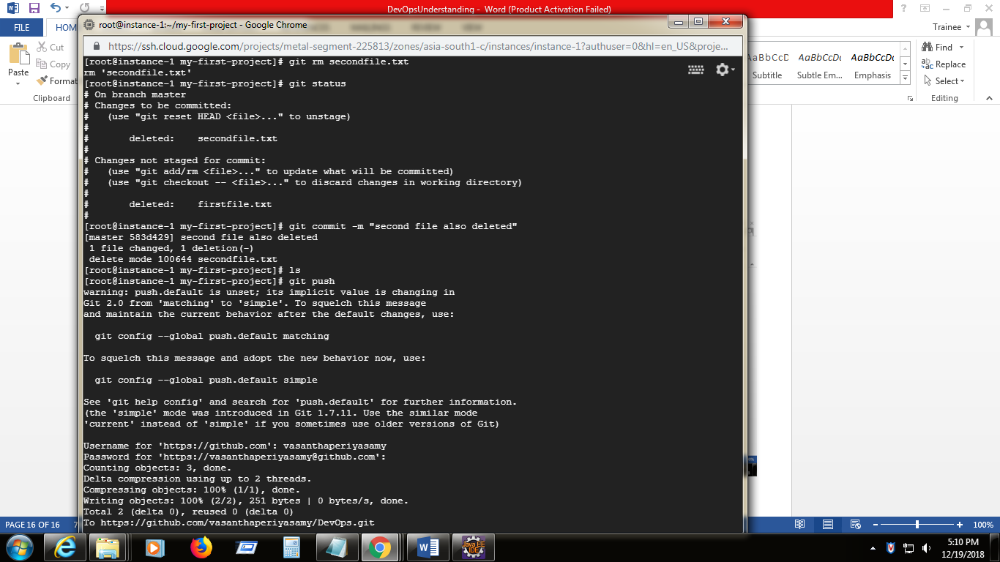 DevOpsUnderstanding - Word (Product Activation Failed)
FILE
HOM
Trainee
root@instance-1:~/my-first-project - Google Chrome
https://ssh.cloud.google.com/projects/metal-segment-225813/zones/asia-south1-c/instances/instance-1?authuser=0&hl=en_US&proje...
Paste
Cut
Copy
Format
Clipboard
AaBbCcDc
AaBbCcDc
Subtitle
Subtle Em...
Emphasis
Find
Replace
Select
Editing
[root@instance-1 my-first-project]# git rm secondfile.txt
rm 'secondfile.txt'
[root@instance-1 my-first-project]# git status
# On branch master
# Changes to be committed:
#   (use "git reset HEAD <file>..." to unstage)
#
#       deleted:    secondfile.txt
#
# Changes not staged for commit:
#   (use "git add/rm <file>..." to update what will be committed)
#   (use "git checkout -- <file>..." to discard changes in working directory)
#
#       deleted:    firstfile.txt
#
[root@instance-1 my-first-project]# git commit -m "second file also deleted"
[master 583d429] second file also deleted
 1 file changed, 1 deletion(-)
 delete mode 100644 secondfile.txt
[root@instance-1 my-first-project]# ls
[root@instance-1 my-first-project]# git push
warning: push.default is unset; its implicit value is changing in
Git 2.0 from 'matching' to 'simple'. To squelch this message
and maintain the current behavior after the default changes, use:
  git config --global push.default matching
To squelch this message and adopt the new behavior now, use:
  git config --global push.default simple
See 'git help config' and search for 'push.default' for further information.
(the 'simple' mode was introduced in Git 1.7.11. Use the similar mode
'current' instead of 'simple' if you sometimes use older versions of Git)
Username for 'https://github.com': vasanthaperiyasamy
Password for 'https://vasanthaperiyasamy@github.com':
Counting objects: 3, done.
Delta compression using up to 2 threads.
Compressing objects: 100% (1/1), done.
Writing objects: 100% (2/2), 251 bytes | 0 bytes/s, done.
Total 2 (delta 0), reused 0 (delta 0)
To https://github.com/vasanthaperiyasamy/DevOps.git
PAGE 16 OF 16
100%
Java EE
IDE
5:10 PM
12/19/2018